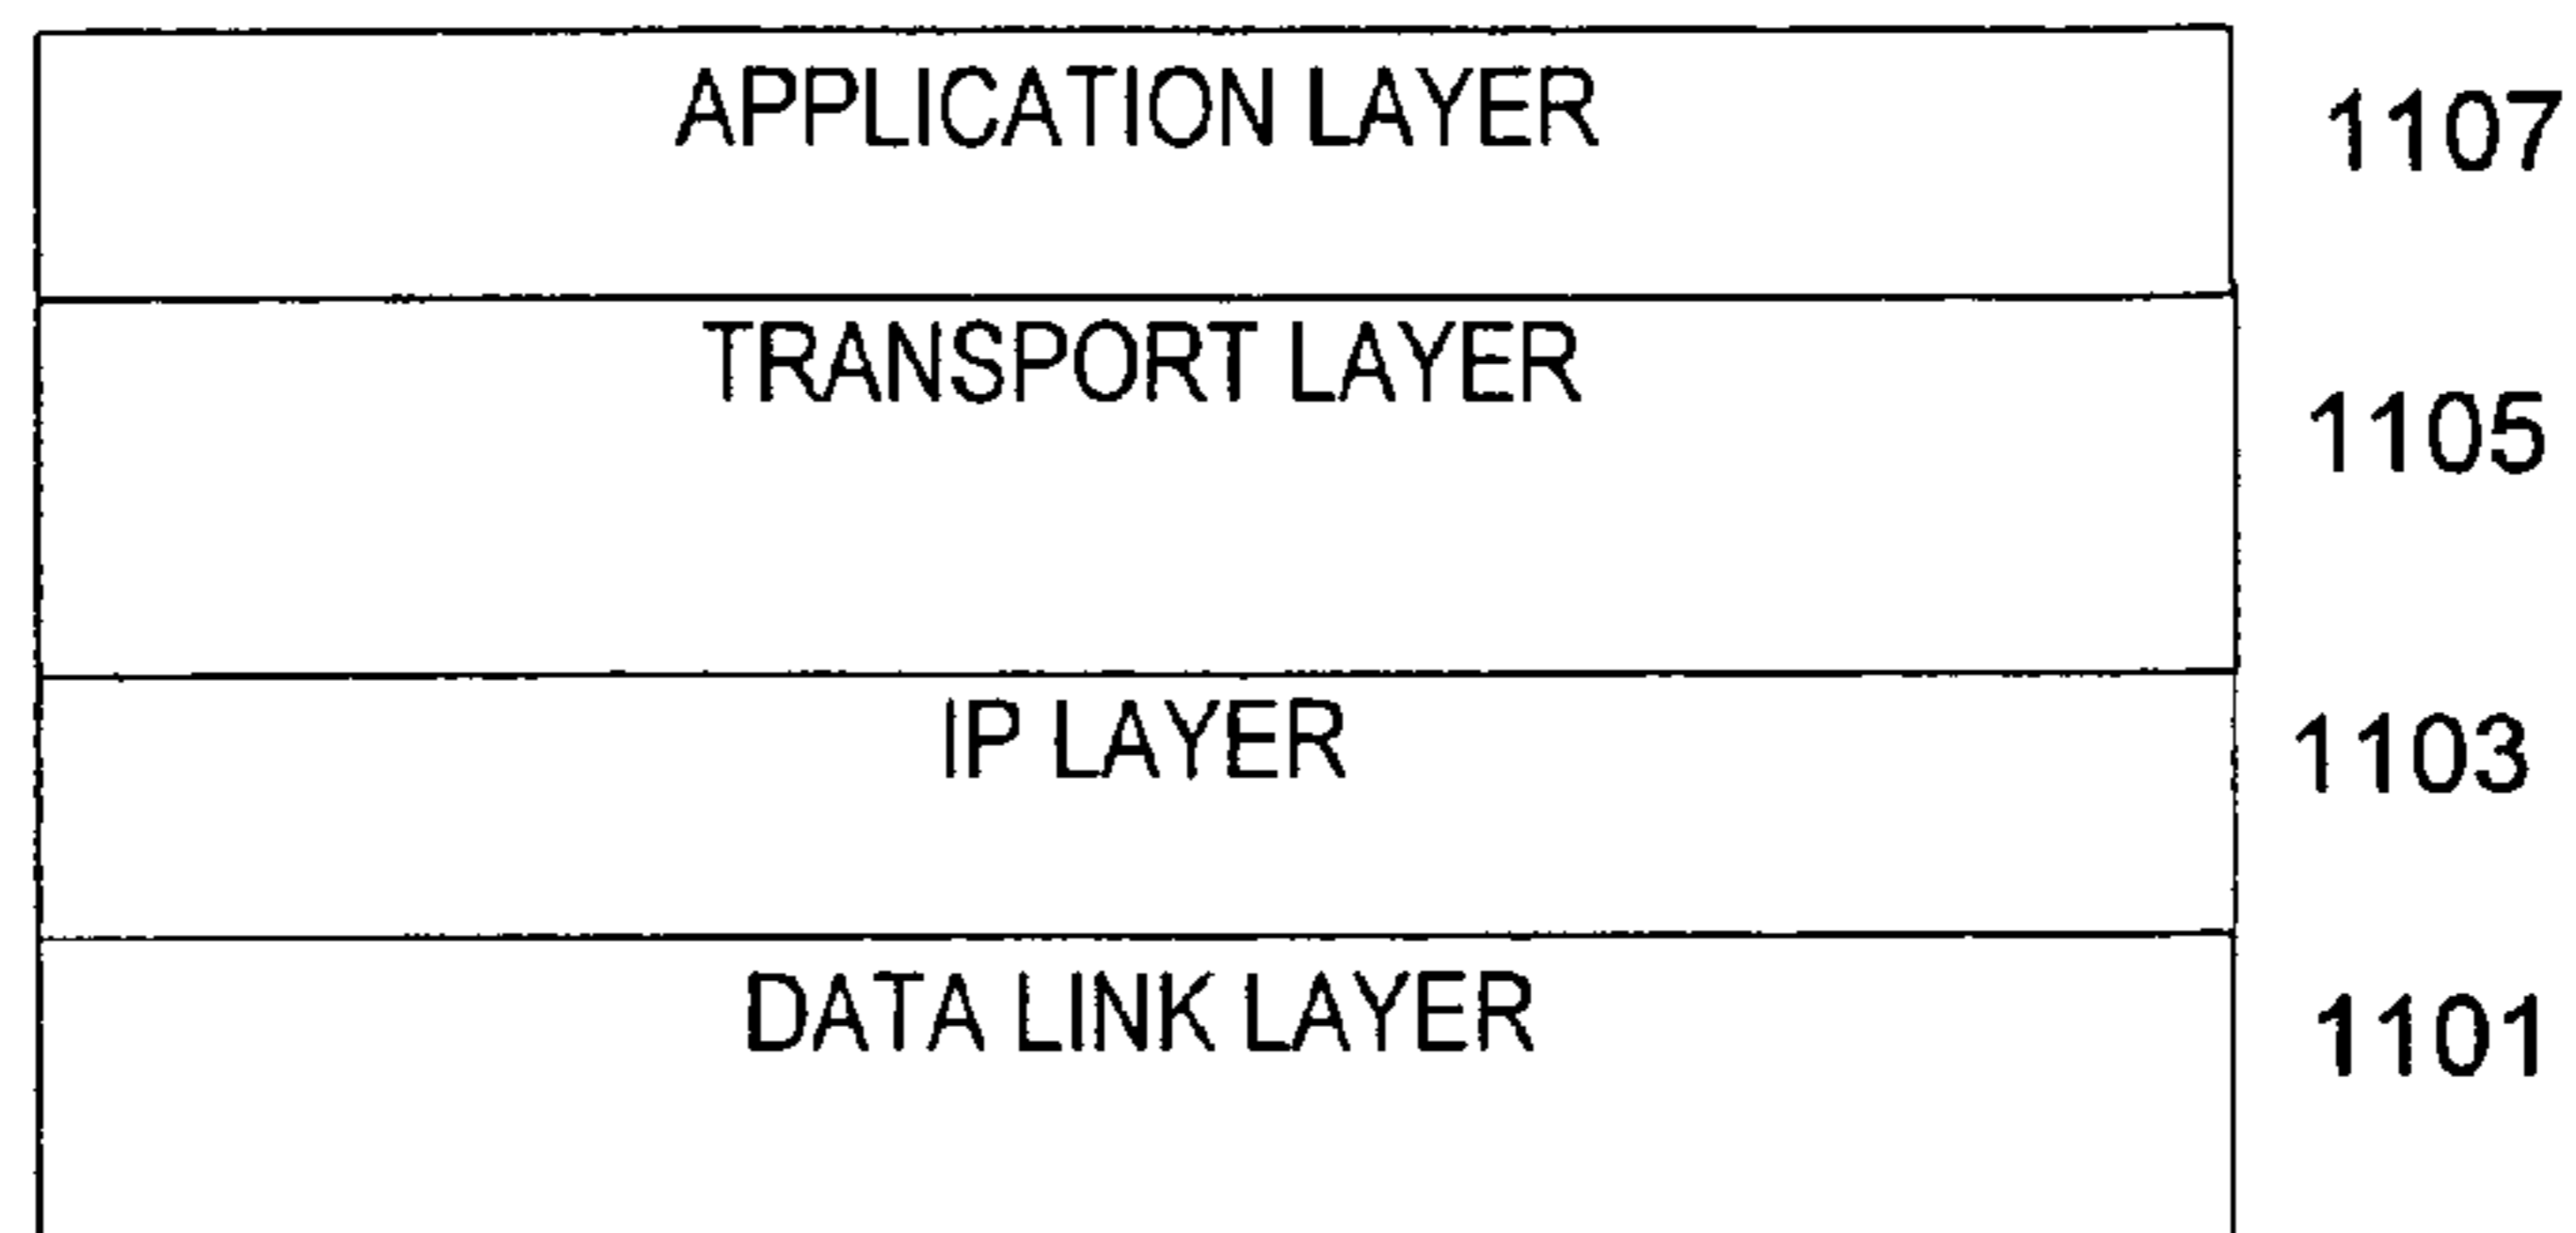 APPLICATION LAYER 1107
TRANSPORT LAYER 1105
IP LAYER 1103
DATA LINK LAYER 1101